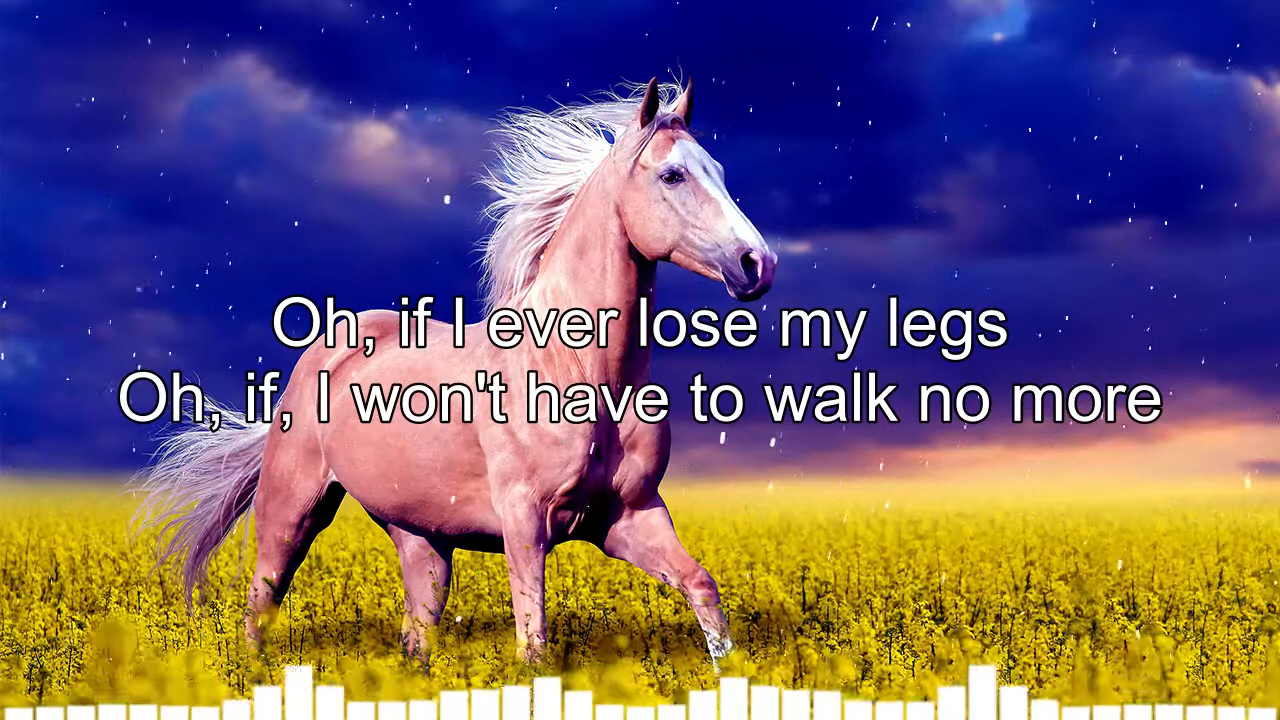 Oh, if I ever lose my legs
Oh, if, I won't have to walk no more